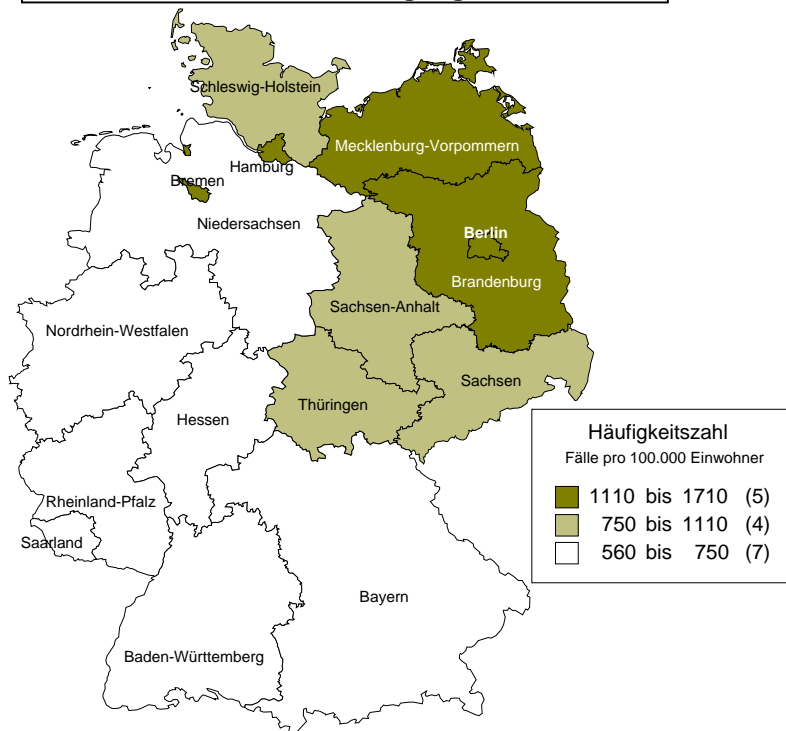 Schleswig-Holstein
Mecklenburg-Vorpommern
Hamburg
Bremen
Niedersachsen
Berlin
Brandenburg
Sachsen-Anhalt
Nordrhein-Westfalen
Sachsen
Thüringen
Hessen
Rheinland-Pfalz
Saarland
Bayern
Baden-Württemberg
Häufigkeitszahl
Fälle pro 100.000 Einwohner
1110 bis 1710 (5)
750 bis 1110 (4)
560 bis 750 (7)